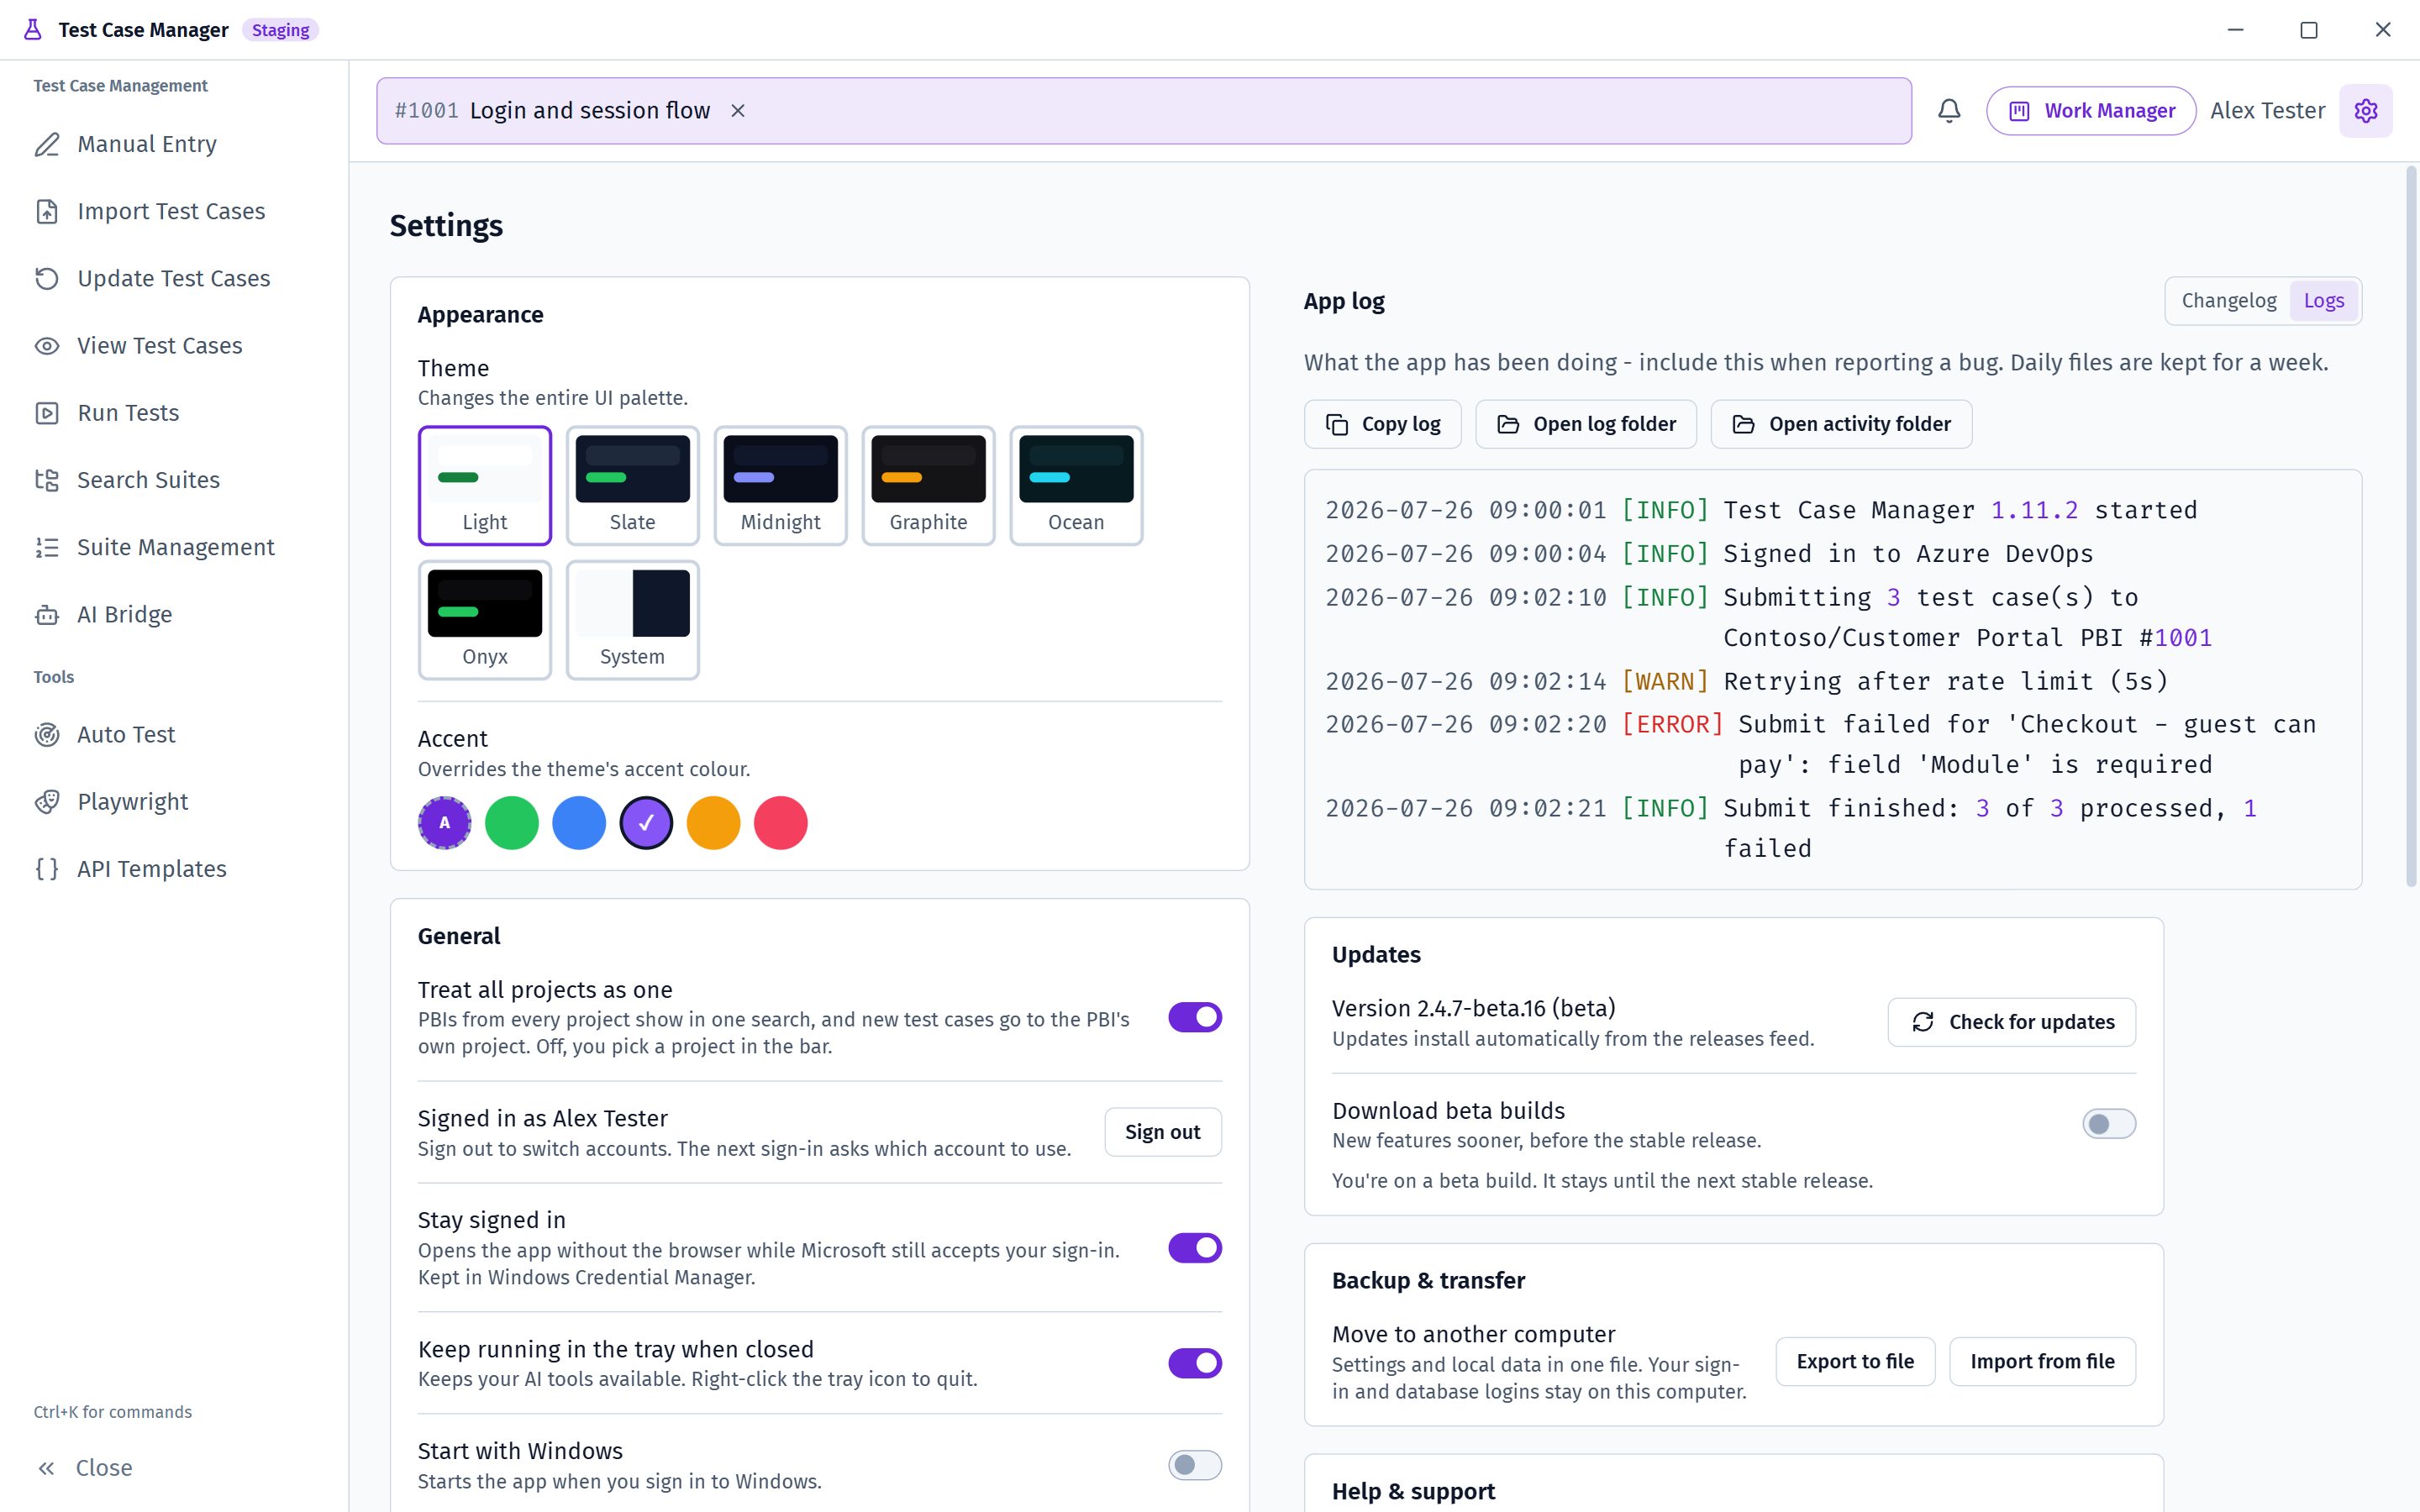 Test Case Manager Staging
Test Case Management
Manual Entry
Import Test Cases
Update Test Cases
View Test Cases
Run Tests
Search Suites
Suite Management
AI Bridge
Tools
Auto Test
Playwright
API Templates
Ctrl+K for commands
Close
#1001 Login and session flow
Work Manager
Alex Tester
Settings
Appearance
Theme
Changes the entire UI palette.
Light
Slate
Midnight
Graphite
Ocean
Onyx
System
Accent
Overrides the theme's accent colour.
A
General
Treat all projects as one
PBIs from every project show in one search, and new test cases go to the PBI's
own project. Off, you pick a project in the bar.
Signed in as Alex Tester
Sign out to switch accounts. The next sign-in asks which account to use.
Sign out
Stay signed in
Opens the app without the browser while Microsoft still accepts your sign-in.
Kept in Windows Credential Manager.
Keep running in the tray when closed
Keeps your AI tools available. Right-click the tray icon to quit.
Start with Windows
Starts the app when you sign in to Windows.
App log
Changelog
Logs
What the app has been doing - include this when reporting a bug. Daily files are kept for a week.
Copy log
Open log folder
Open activity folder
2026-07-26 09:00:01 [INFO] Test Case Manager 1.11.2 started
2026-07-26 09:00:04 [INFO] Signed in to Azure DevOps
2026-07-26 09:02:10 [INFO] Submitting 3 test case(s) to
Contoso/Customer Portal PBI #1001
2026-07-26 09:02:14 [WARN] Retrying after rate limit (5s)
2026-07-26 09:02:20 [ERROR] Submit failed for 'Checkout - guest can
pay': field 'Module' is required
2026-07-26 09:02:21 [INFO] Submit finished: 3 of 3 processed, 1
failed
Updates
Version 2.4.7-beta.16 (beta)
Updates install automatically from the releases feed.
Check for updates
Download beta builds
New features sooner, before the stable release.
You're on a beta build. It stays until the next stable release.
Backup & transfer
Move to another computer
Settings and local data in one file. Your sign-
in and database logins stay on this computer.
Export to file
Import from file
Help & support